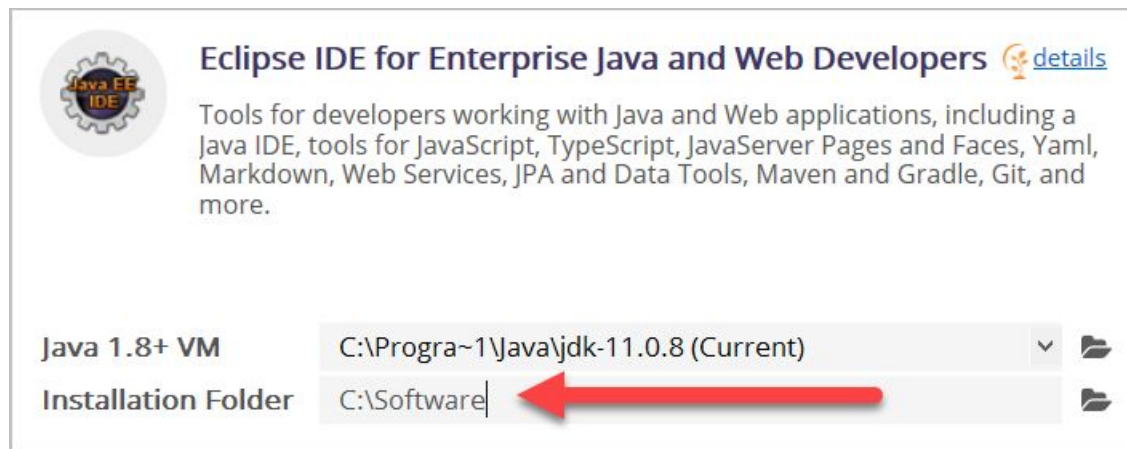 Java EE
IDE
Eclipse IDE for Enterprise Java and Web Developers details
Tools for developers working with Java and Web applications, including a
Java IDE, tools for JavaScript, TypeScript, JavaServer Pages and Faces, Yaml,
Markdown, Web Services, JPA and Data Tools, Maven and Gradle, Git, and
more.
Java 1.8+ VM C:\Progra~1\Java\jdk-11.0.8 (Current)
Installation Folder C:\Software